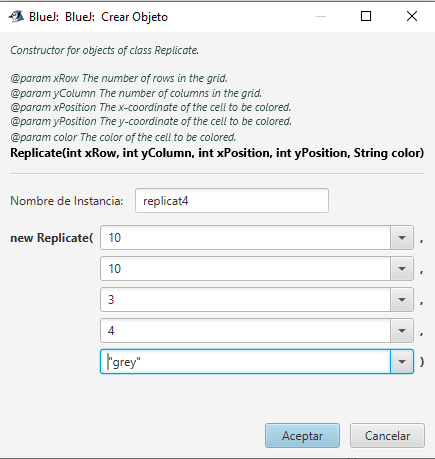 BlueJ: BlueJ: Crear Objeto
Constructor for objects of class Replicate.
@param xRow The number of rows in the grid.
@param yColumn The number of columns in the grid.
@param xPosition The x-coordinate of the cell to be colored.
@param yPosition The y-coordinate of the cell to be colored.
@param color The color of the cell to be colored.
Replicate(int xRow, int yColumn, int xPosition, int yPosition, String color)
Nombre de Instancia: replicat4
new Replicate( 10 ,
10 ,
3 ,
4 ,
"grey" )
Aceptar Cancelar